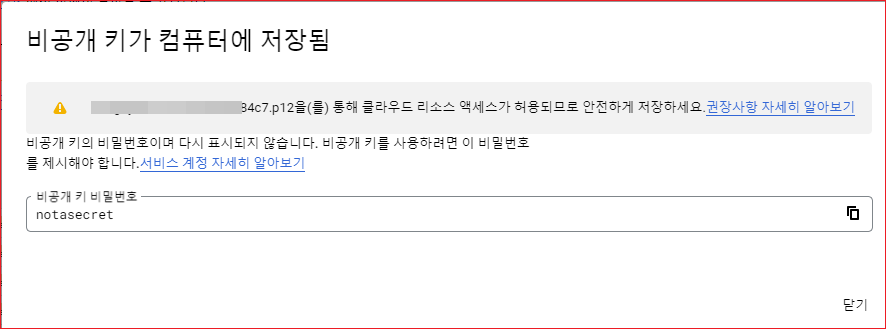 비공개 키가 컴퓨터에 저장됨
84c7.p12을(를) 통해 클라우드 리소스 액세스가 허용되므로 안전하게 저장하세요.권장사항 자세히 알아보기
비공개 키의 비밀번호이며 다시 표시되지 않습니다. 비공개 키를 사용하려면 이 비밀번호
를 제시해야 합니다.서비스 계정 자세히 알아보기
비공개 키 비밀번호
notasecret
닫기